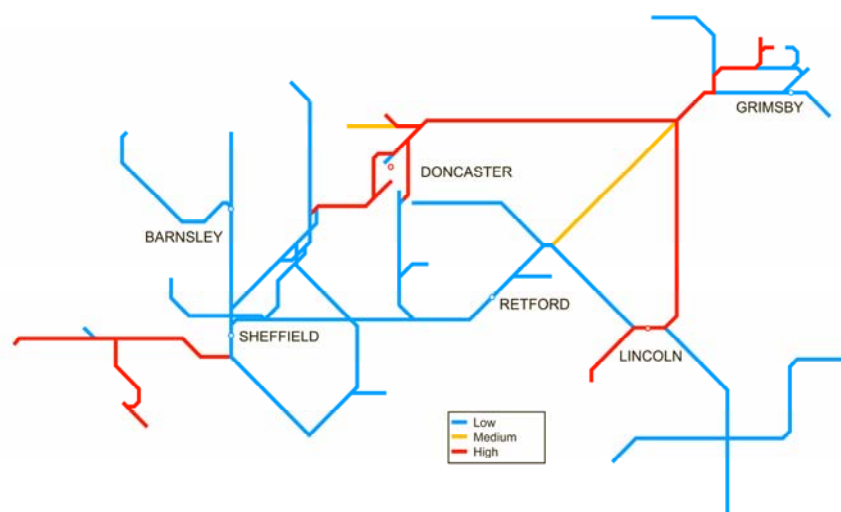 GRIMSBY
DONCASTER
BARNSLEY
RETFORD
SHEFFIELD
LINCOLN
Low
Medium
High